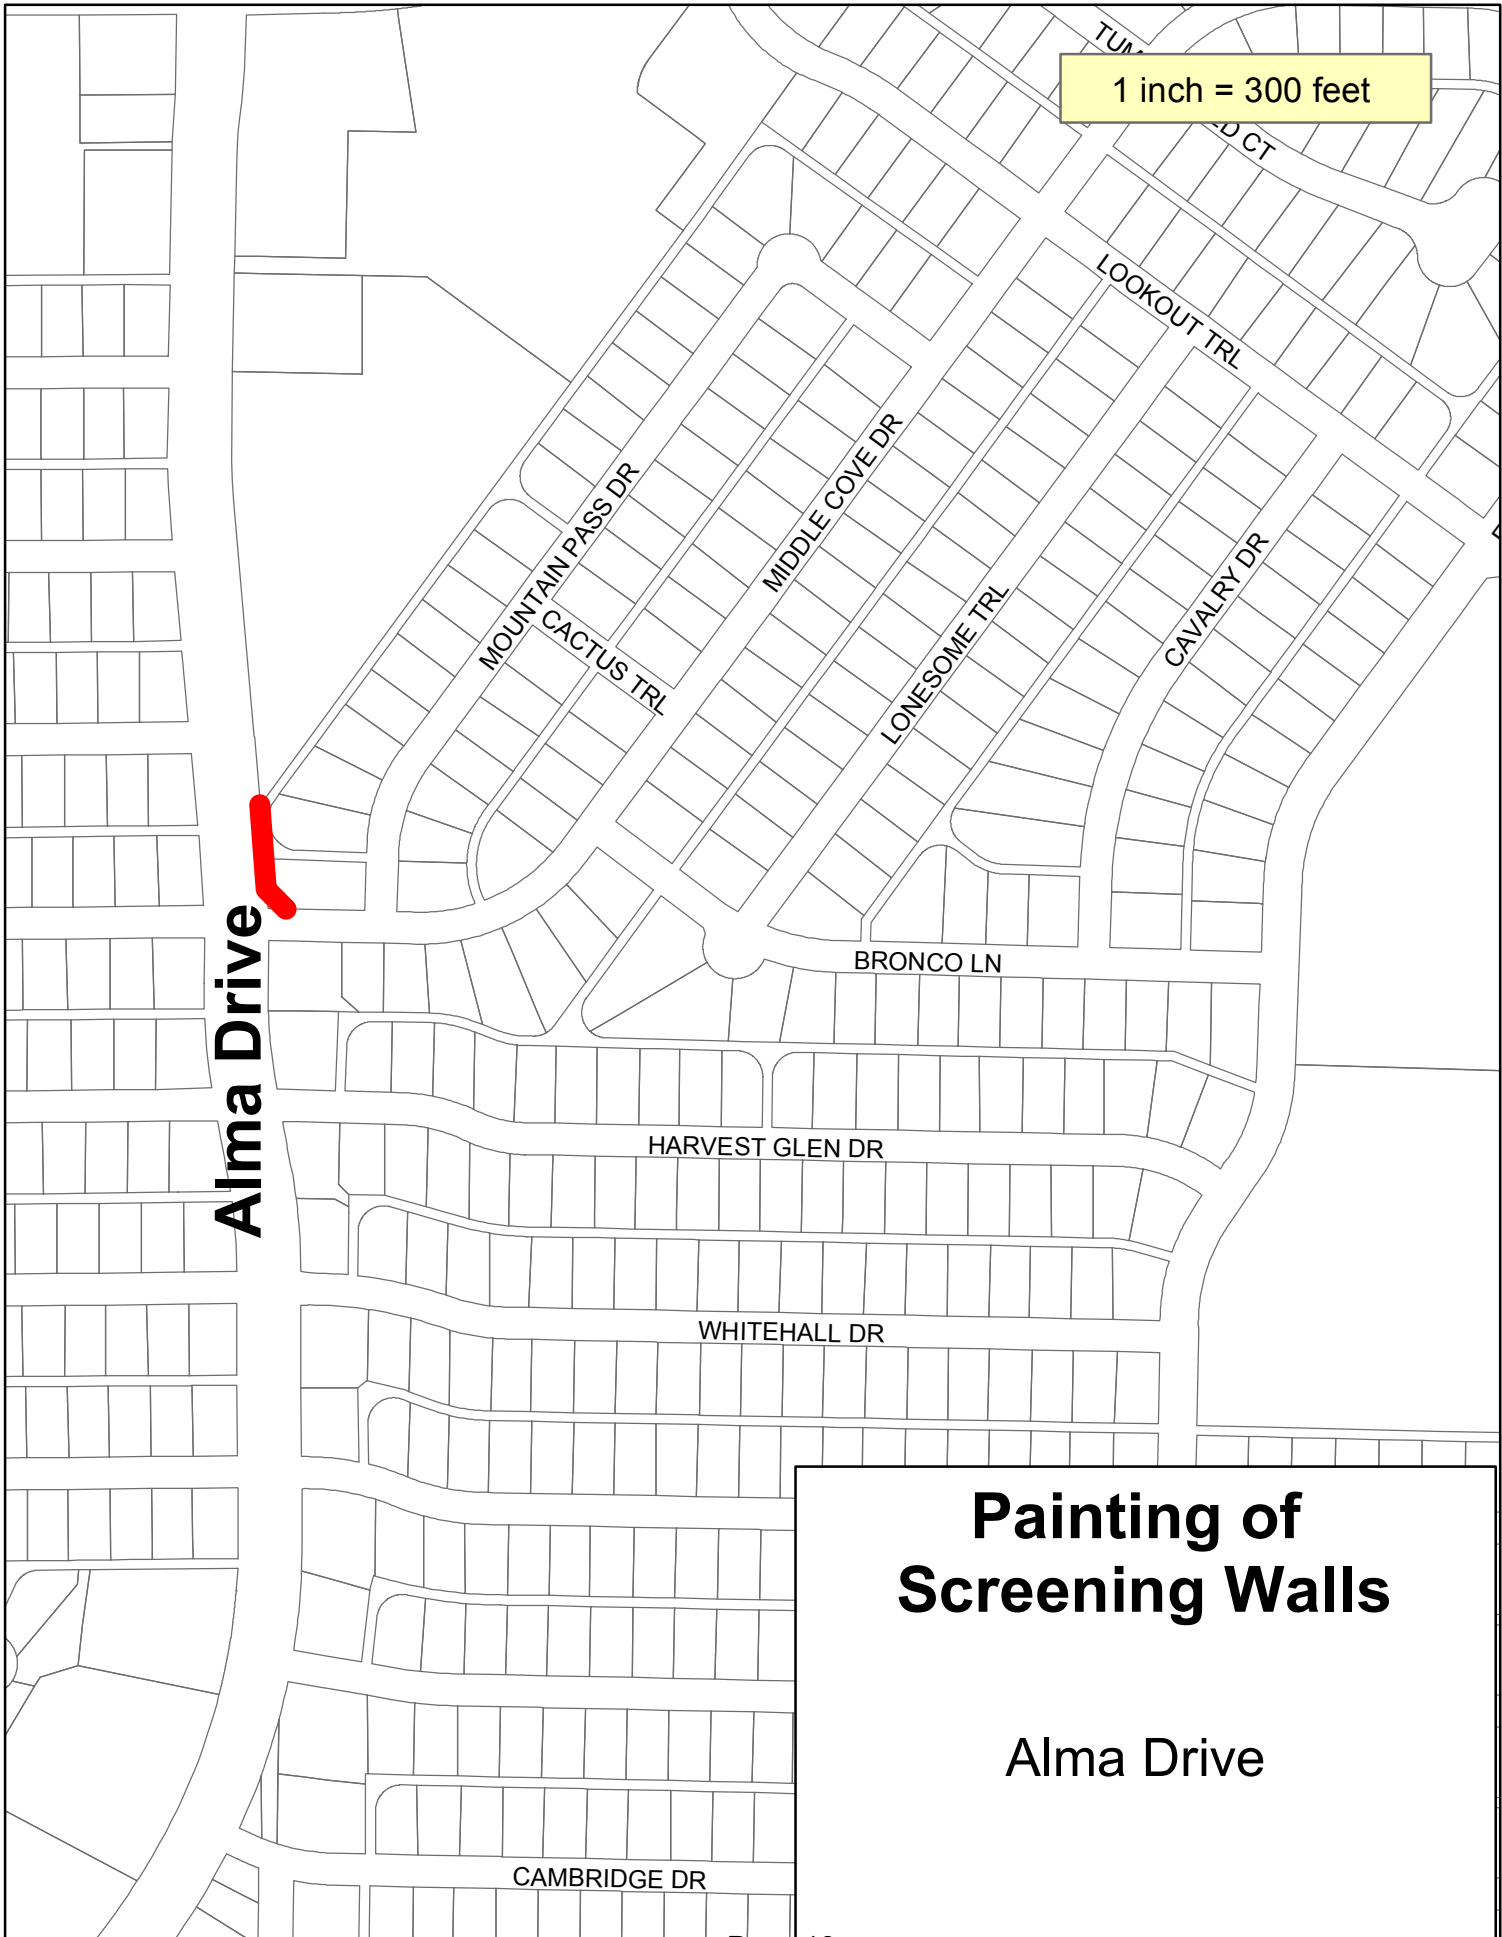 1 inch = 300 feet
LOOKOUT TRL
MOUNTAIN PASS DR
MIDDLE COVE DR
CACTUS TRL
LONESOME TRL
CAVALRY DR
Alma Drive
BRONCO LN
HARVEST GLEN DR
WHITEHALL DR
CAMBRIDGE DR
Painting of
Screening Walls
Alma Drive